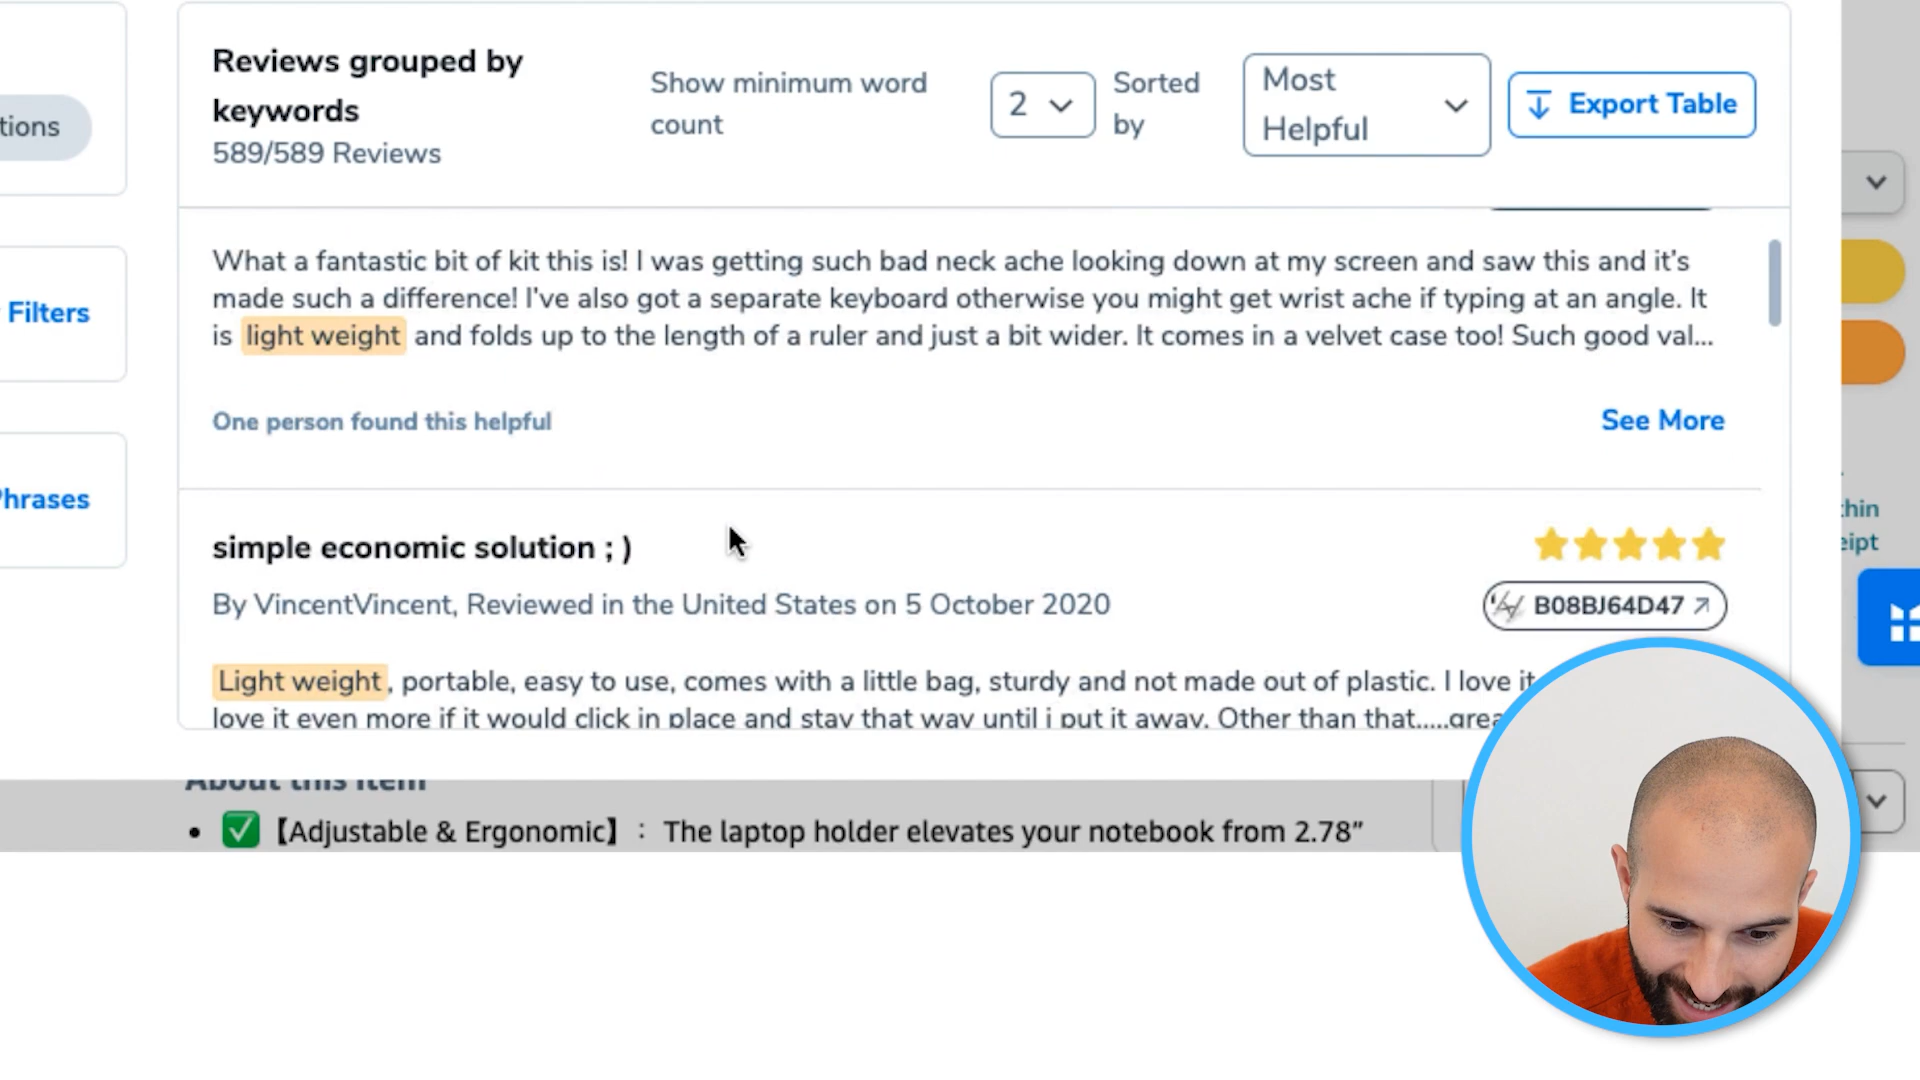 Reviews grouped by
keywords
589/589 Reviews
Show minimum word
count
2
Sorted
by
Most
Helpful
Export Table
tions
Filters
Phrases
What a fantastic bit of kit this is! I was getting such bad neck ache looking down at my screen and saw this and it's
made such a difference! I've also got a separate keyboard otherwise you might get wrist ache if typing at an angle. It
is light weight and folds up to the length of a ruler and just a bit wider. It comes in a velvet case too! Such good val...
One person found this helpful
See More
simple economic solution ; )
By VincentVincent, Reviewed in the United States on 5 October 2020
B08BJ64D47
Light weight, portable, easy to use, comes with a little bag, sturdy and not made out of plastic. I love it
love it even more if it would click in place and stay that way until i put it away. Other than that.....grea
thin
eipt
About this item
• ✅【Adjustable & Ergonomic】: The laptop holder elevates your notebook from 2.78”